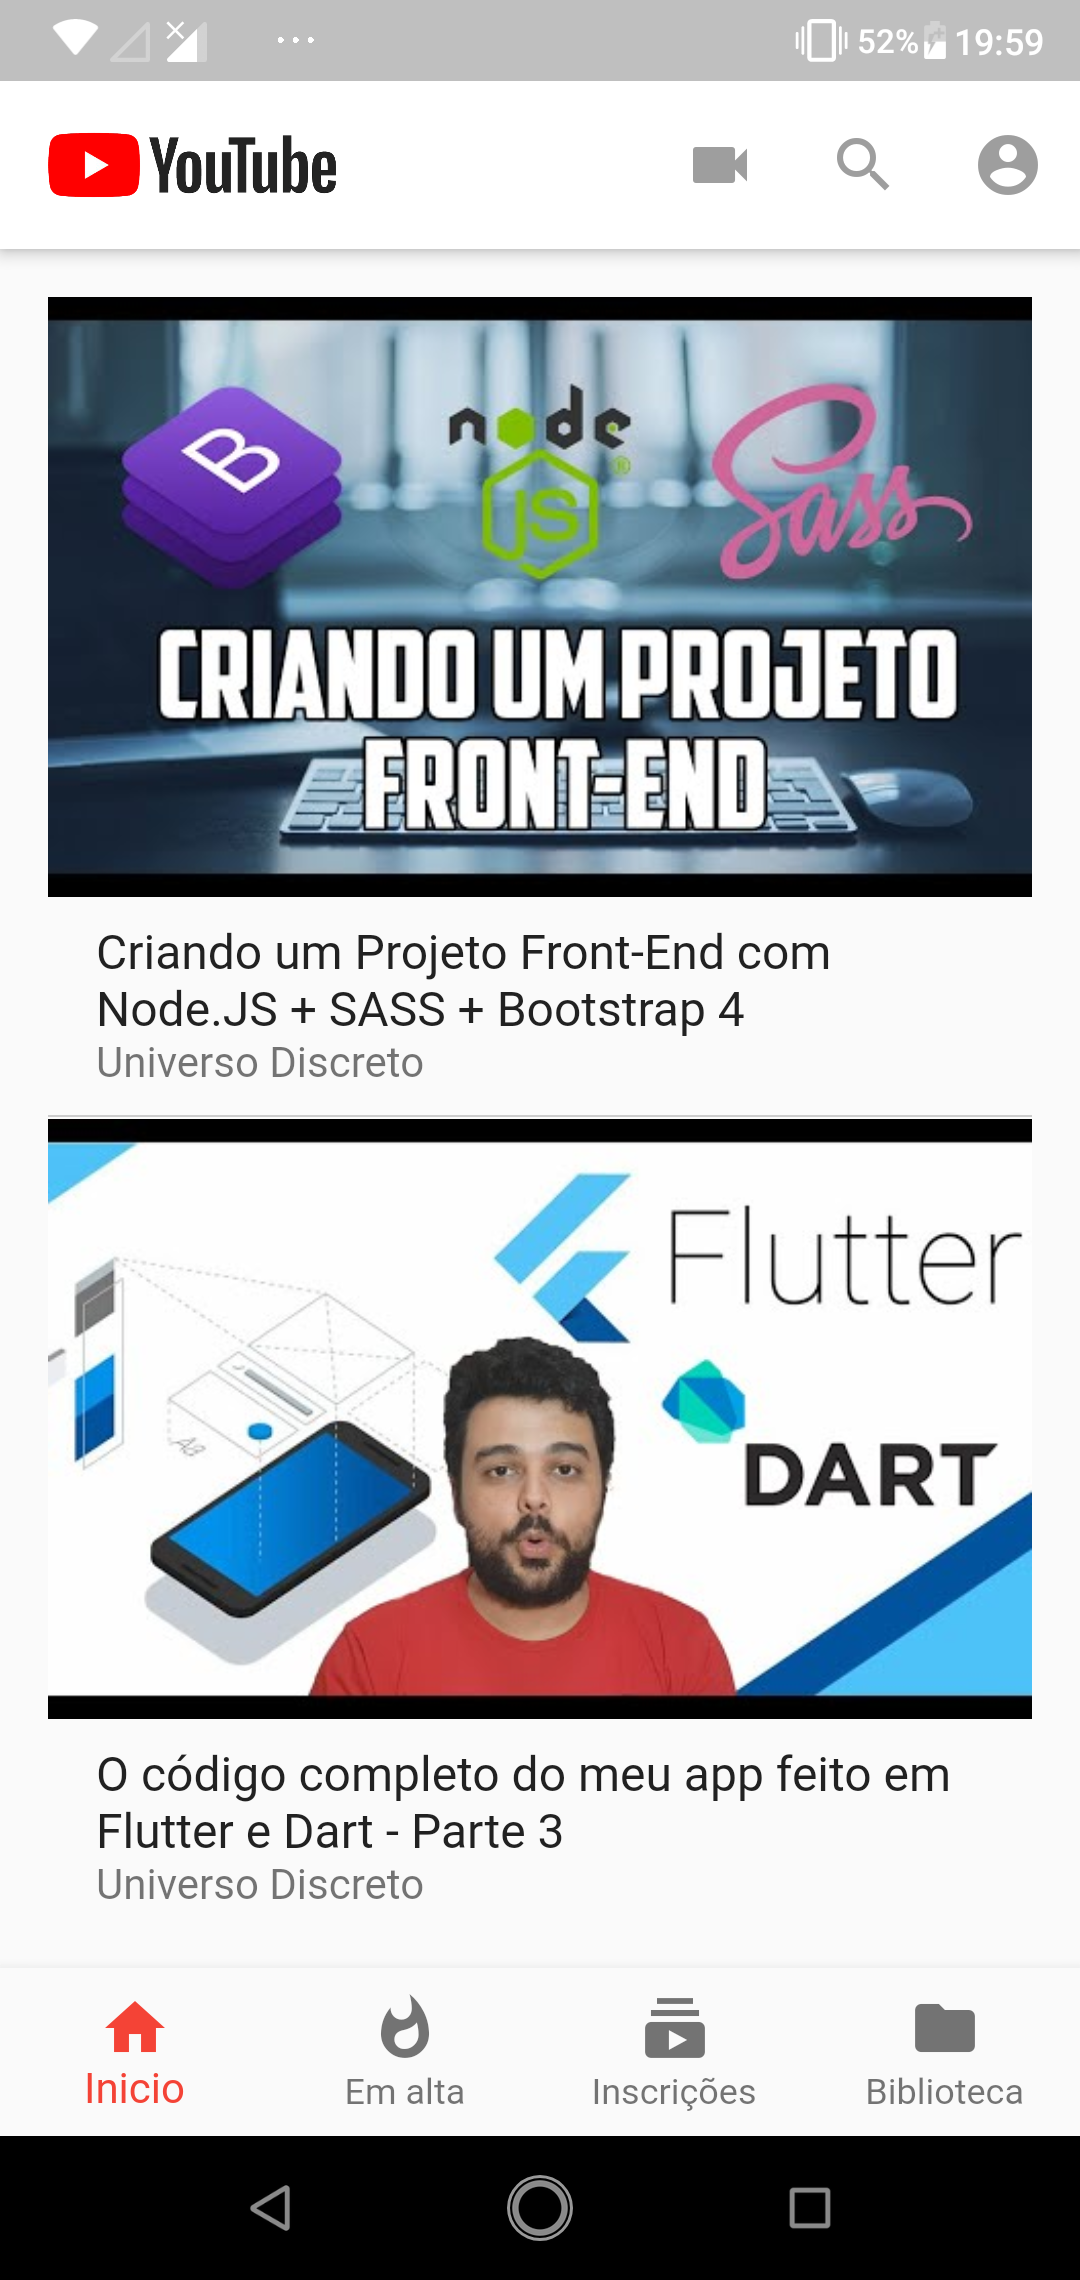 52% 19:59
YouTube
B
node
JS ®
Sass
CRIANDO UM PROJETO
FRONT-END
Criando um Projeto Front-End com
Node.JS + SASS + Bootstrap 4
Universo Discreto
Flutter
Aa
DART
O código completo do meu app feito em
Flutter e Dart - Parte 3
Universo Discreto
Inicio
Em alta
Inscrições
Biblioteca